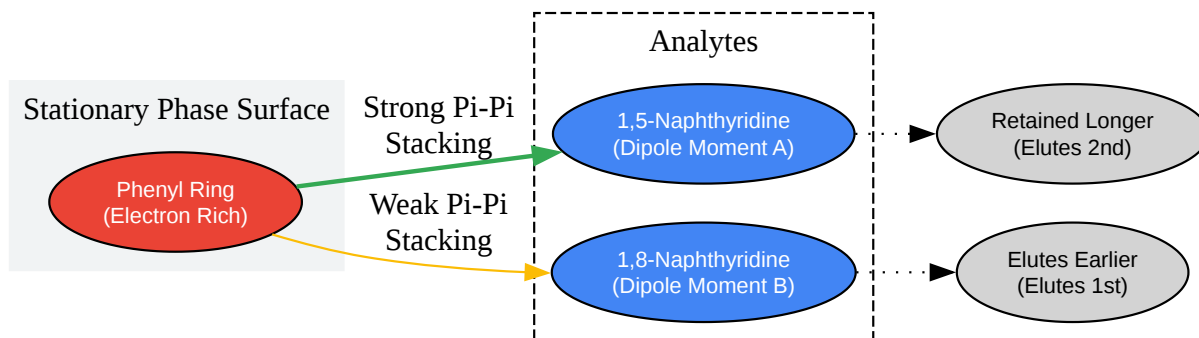 Analytes
Stationary Phase Surface
Strong Pi-Pi
Stacking
1,5-Naphthyridine
(Dipole Moment A)
Retained Longer
(Elutes 2nd)
Phenyl Ring
(Electron Rich)
Weak Pi-Pi
Stacking
1,8-Naphthyridine
(Dipole Moment B)
Elutes Earlier
(Elutes 1st)